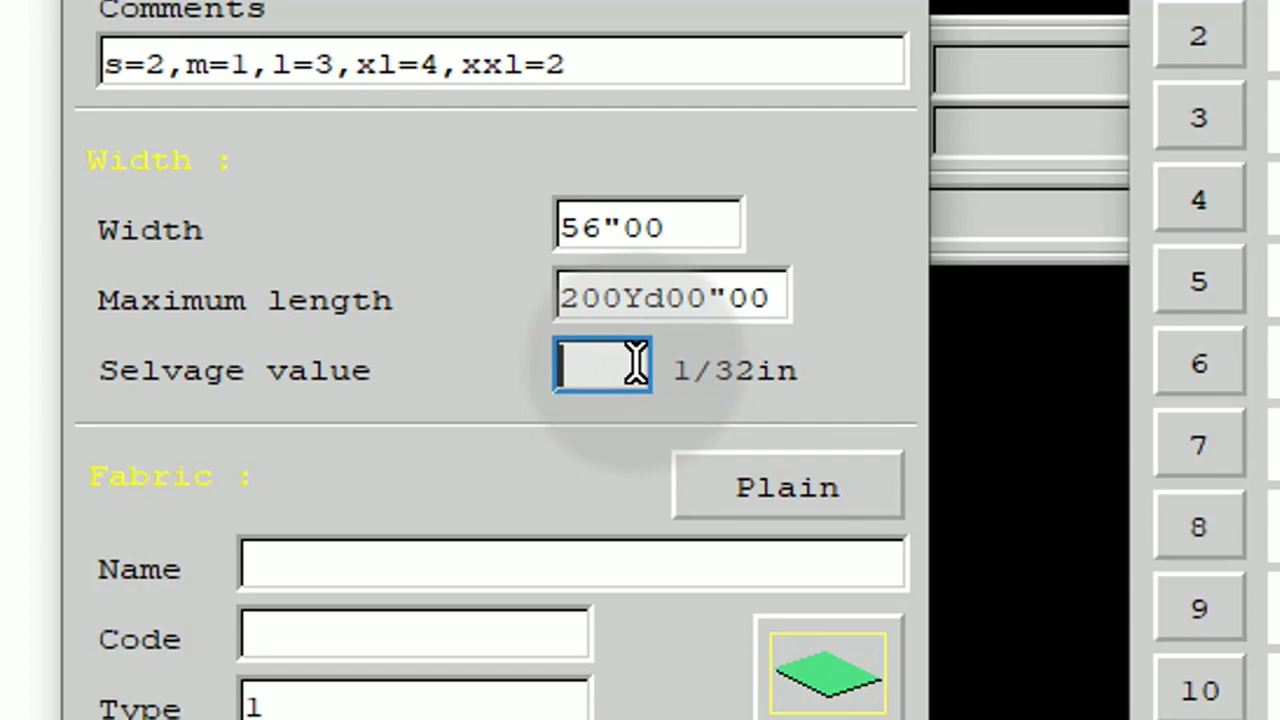 Comments
s=2,m=1,l=3,xl=4,xxl=2
Width :
Width 56"00
Maximum length 200Yd00"00
Selvage value 1/32in
Fabric :
Plain
Name
Code
Type 1
2
3
4
5
6
7
8
9
10